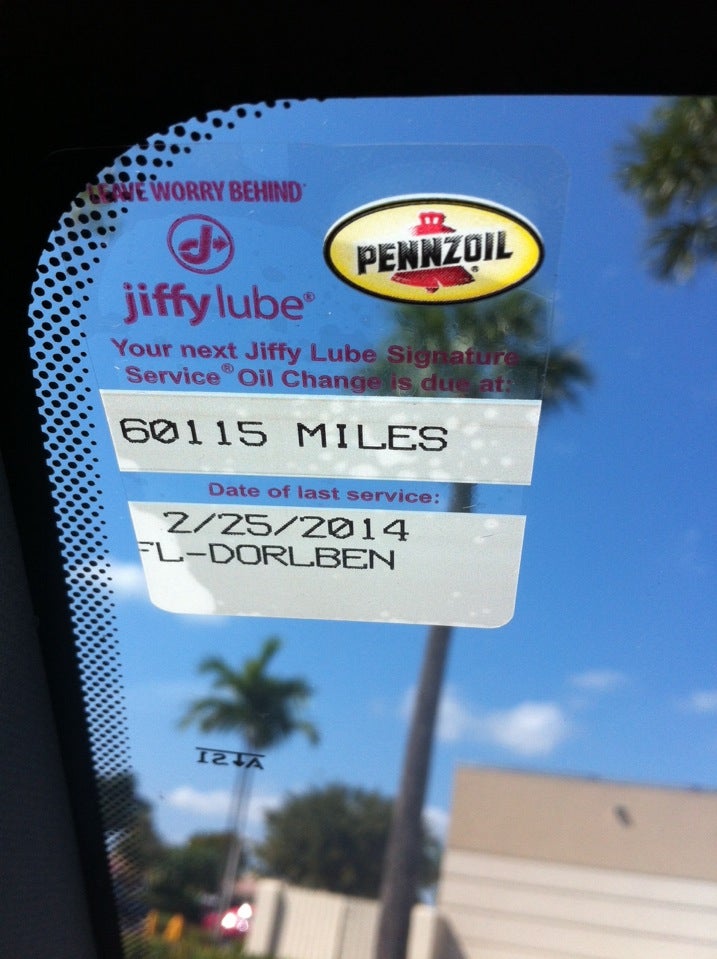 LEAVE WORRY BEHIND
PENNZOIL®
jiffy lube®
Your next Jiffy Lube Signature
Service® Oil Change is due at:
60115 MILES
Date of last service:
2/25/2014
FL-DORLBEN